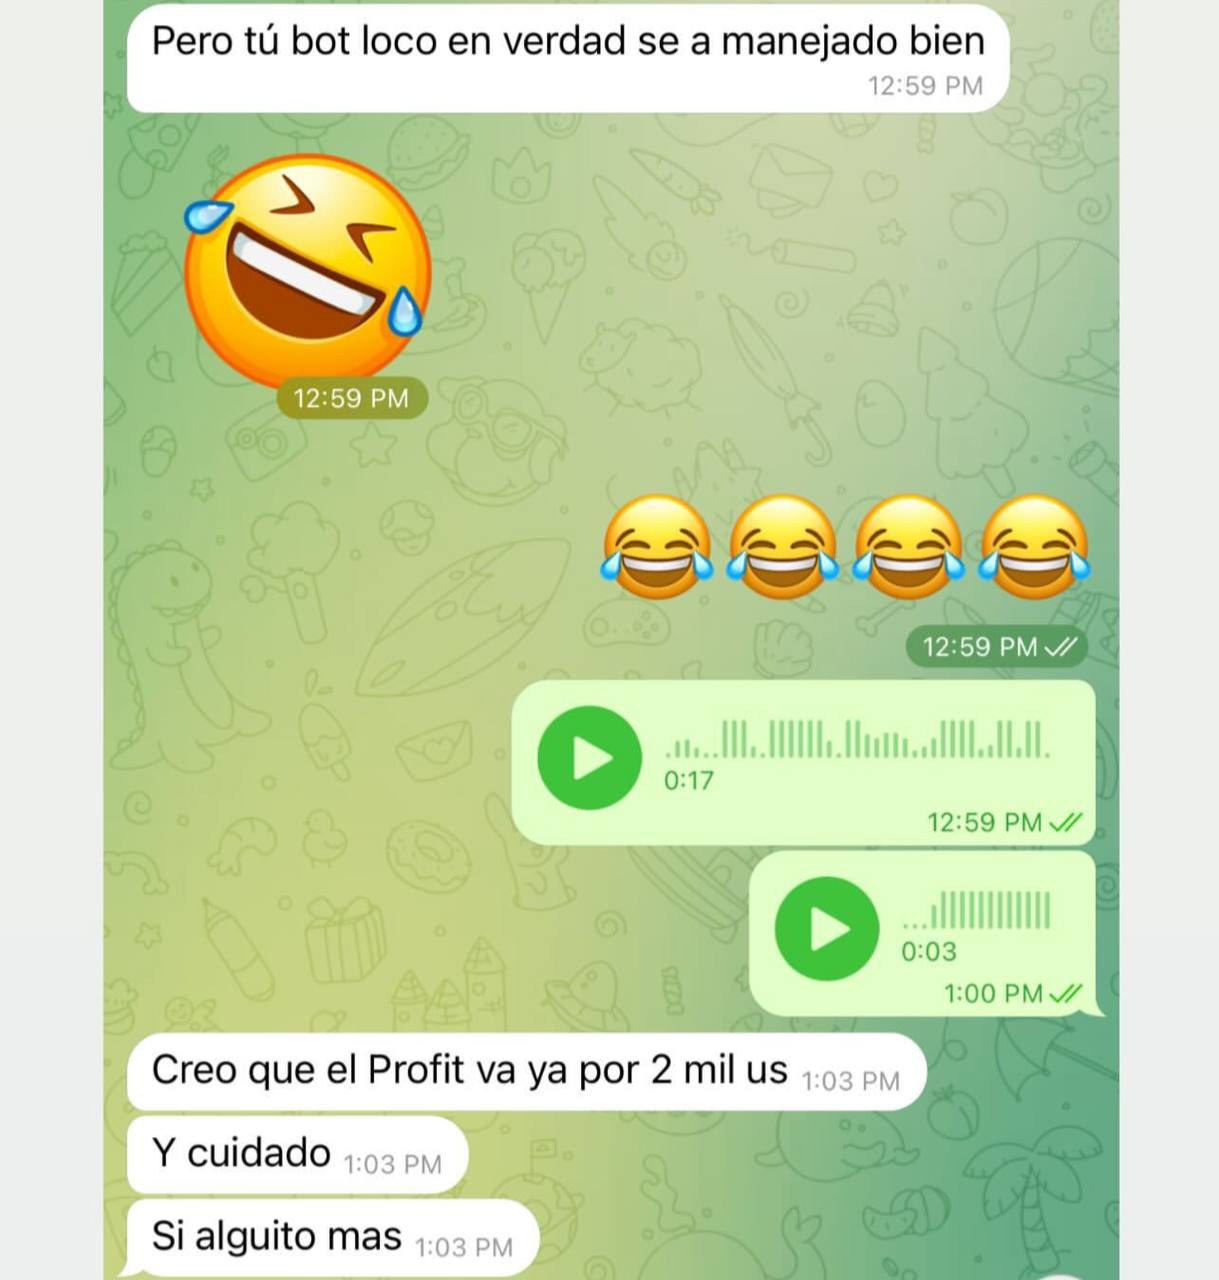 Pero tú bot loco en verdad se a manejado bien
12:59 PM
12:59 PM
12:59 PM
0:17
12:59 PM
0:03
1:00 PM
Creo que el Profit va ya por 2 mil us 1:03 PM
Y cuidado 1:03 PM
Si alguito mas 1:03 PM